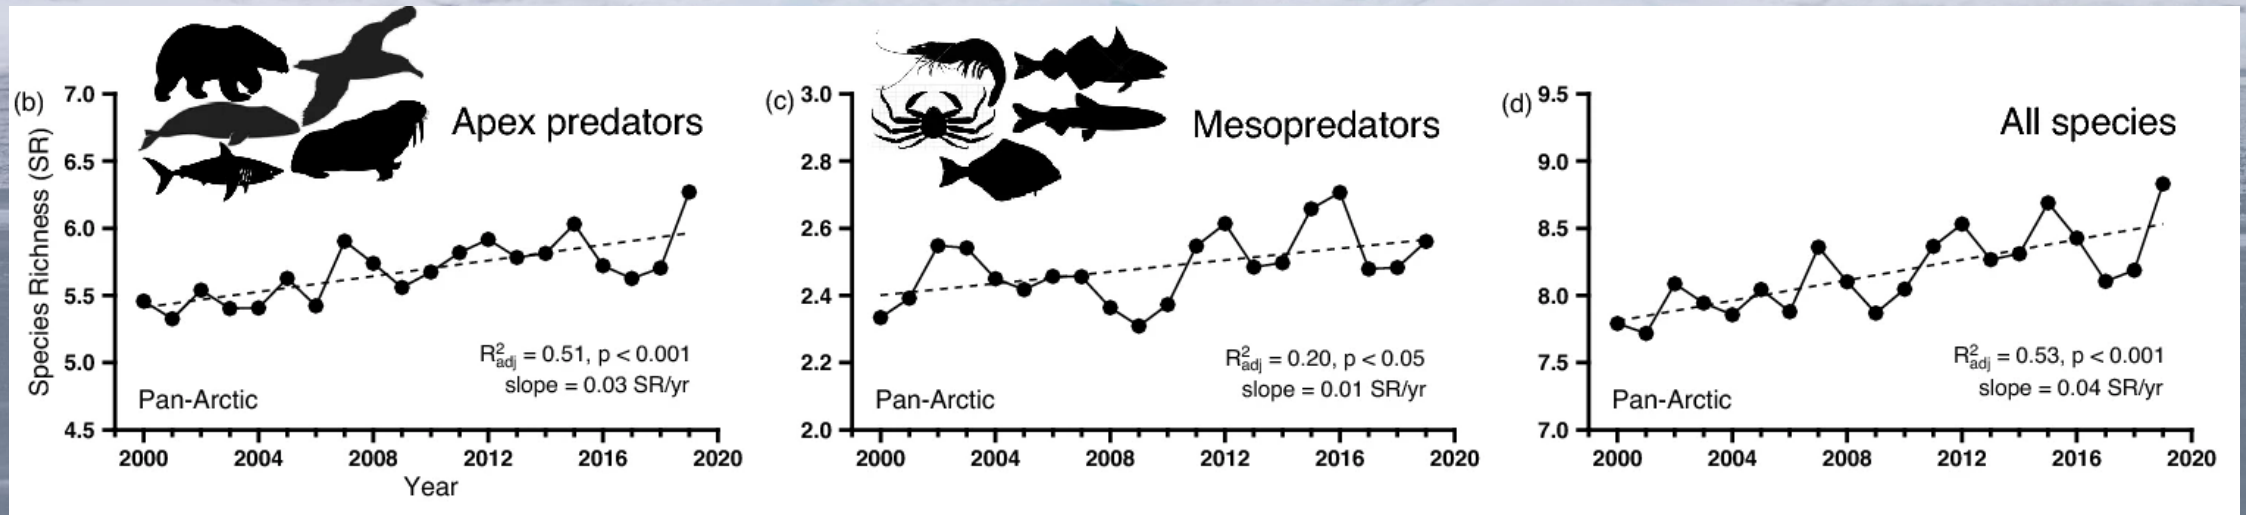 (b)
Apex predators
Species Richness (SR)
7.0
6.5
6.0
5.5
5.0
4.5
R²adj = 0.51, p < 0.001
slope = 0.03 SR/yr
Pan-Arctic
2000 2004 2008 2012 2016 2020
Year
(c)
Mesopredators
3.0
2.8
2.6
2.4
2.2
2.0
R²adj = 0.20, p < 0.05
slope = 0.01 SR/yr
Pan-Arctic
2000 2004 2008 2012 2016 2020
(d)
All species
9.5
9.0
8.5
8.0
7.5
7.0
R²adj = 0.53, p < 0.001
slope = 0.04 SR/yr
Pan-Arctic
2000 2004 2008 2012 2016 2020